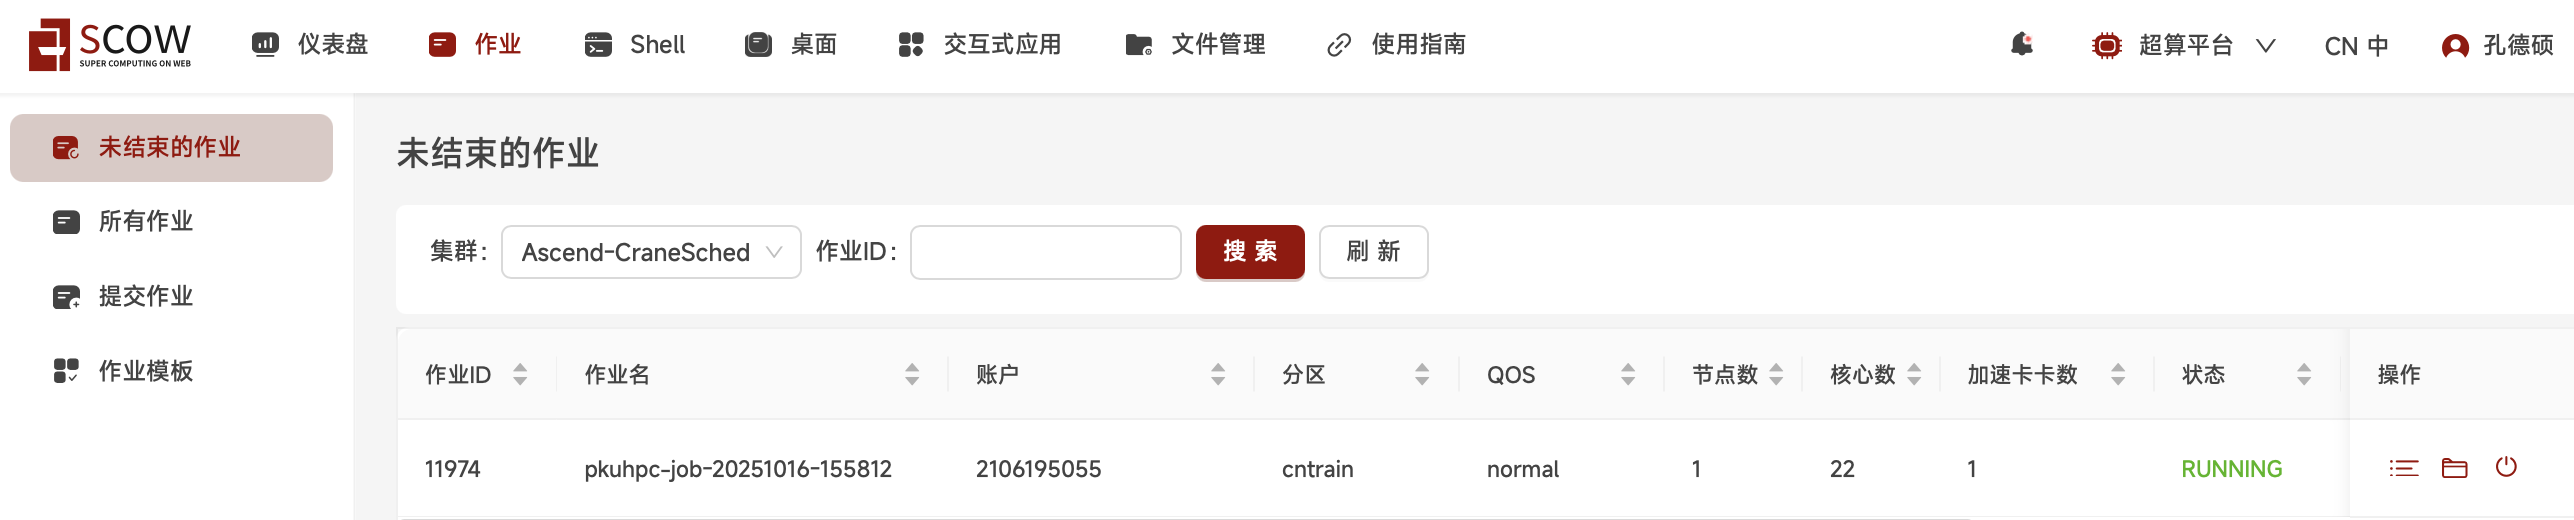 SCOW
SUPER COMPUTING ON WEB
仪表盘 作业 Shell 桌面 交互式应用 文件管理 使用指南 超算平台 CN 中 孔德硕
未结束的作业
所有作业
提交作业
作业模板
未结束的作业
集群: Ascend-CraneSched 作业ID: 搜 索 刷 新
作业ID 作业名 账户 分区 QOS 节点数 核心数 加速卡卡数 状态 操作
11974 pkuhpc-job-20251016-155812 2106195055 cntrain normal 1 22 1 RUNNING